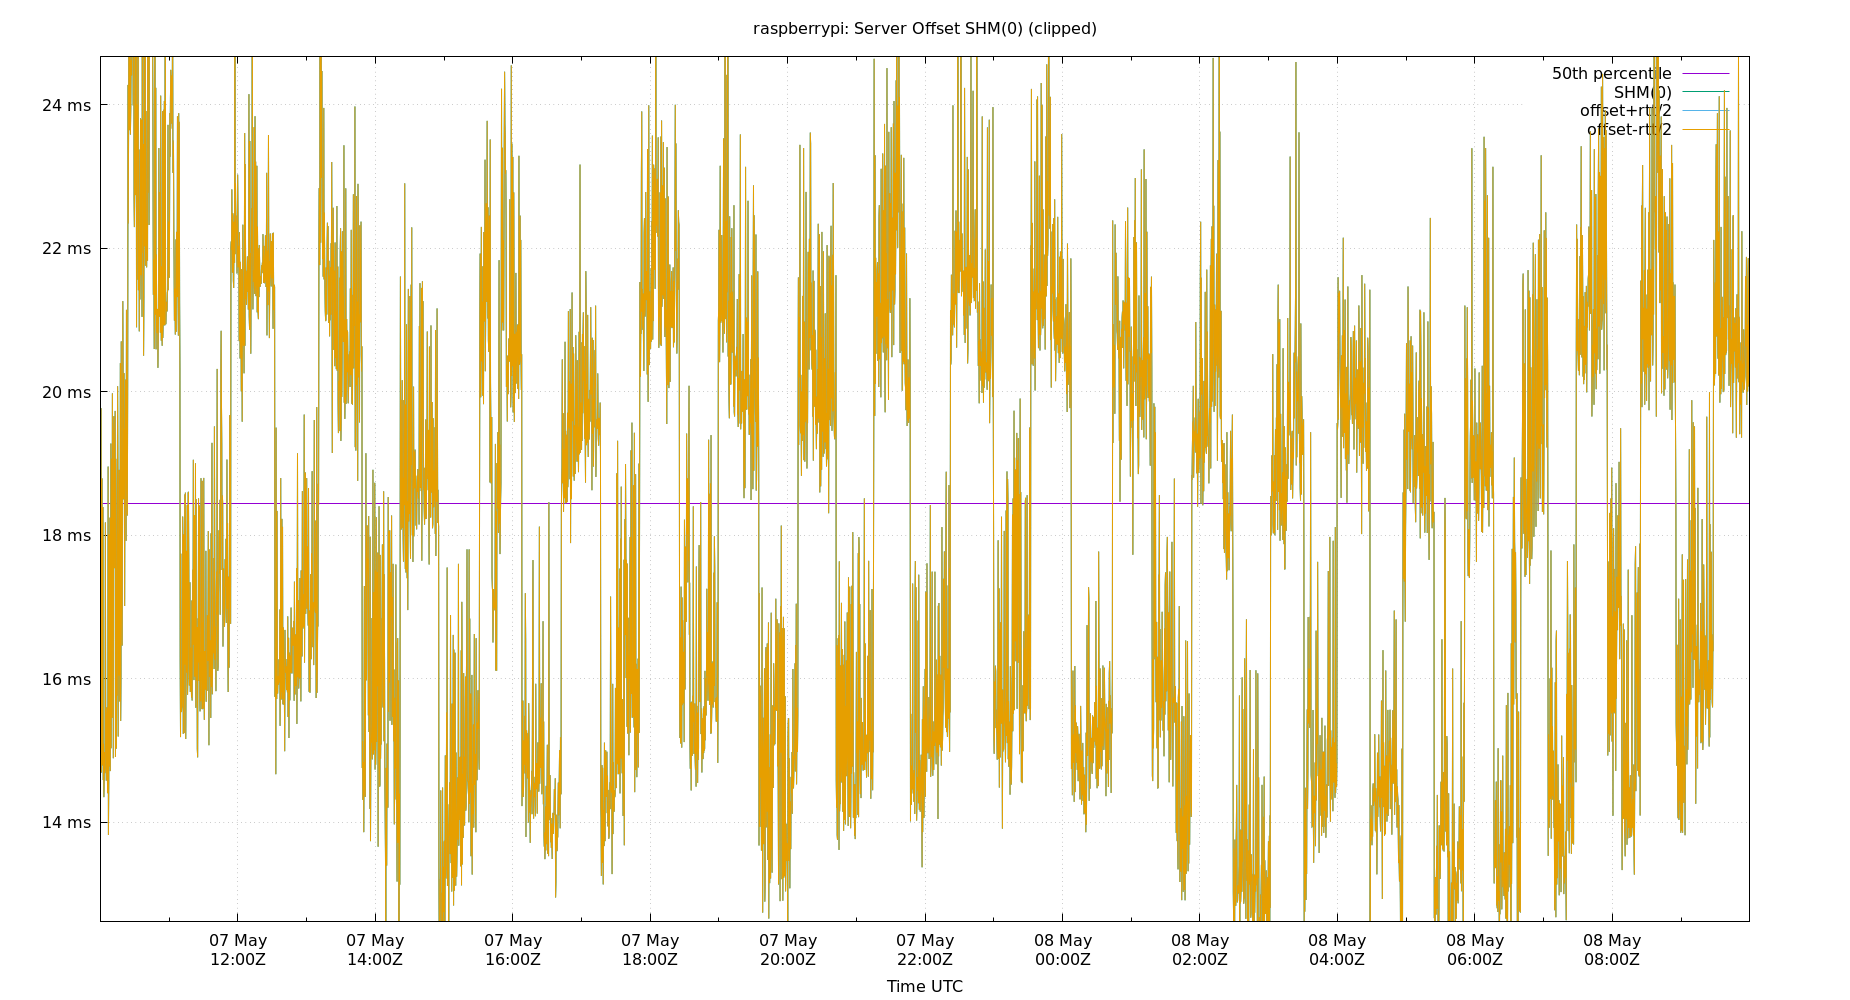 raspberrypi: Server Offset SHM(0) (clipped)
50th percentile
SHM(0)
offset+rtt/2
offset-rtt/2
24 ms
22 ms
20 ms
18 ms
16 ms
14 ms
07 May 07 May 07 May 07 May 07 May 07 May 08 May 08 May 08 May 08 May 08 May
12:00Z 14:00Z 16:00Z 18:00Z 20:00Z 22:00Z 00:00Z 02:00Z 04:00Z 06:00Z 08:00Z
Time UTC